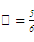 ▯ = 5/6